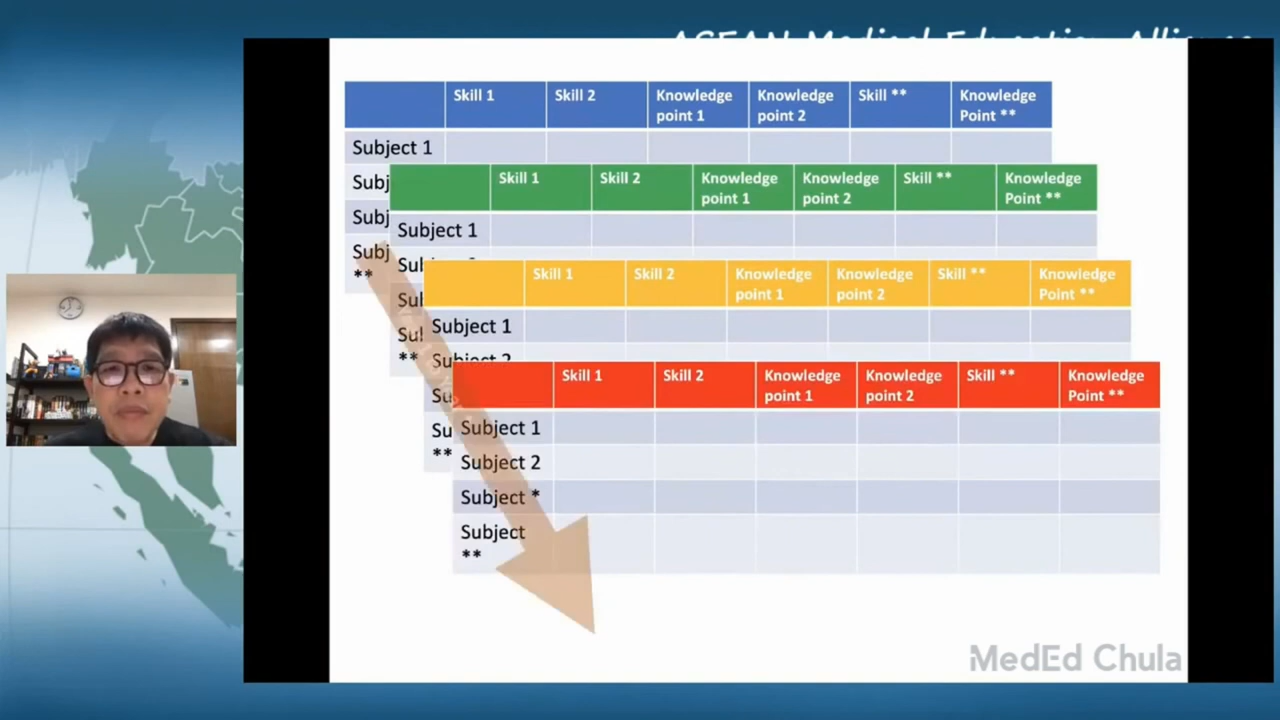 ASEAN Medical Education Alliance
Skill 1 Skill 2 Knowledge point 1 Knowledge point 2 Skill ** Knowledge Point **
Subject 1
Subj
Subj
Subj
**
Skill 1 Skill 2 Knowledge point 1 Knowledge point 2 Skill ** Knowledge Point **
Subject 1
Sub
Sub
**
Skill 1 Skill 2 Knowledge point 1 Knowledge point 2 Skill ** Knowledge Point **
Subject 1
Subject 2
Su
Su
**
Skill 1 Skill 2 Knowledge point 1 Knowledge point 2 Skill ** Knowledge Point **
Subject 1
Subject 2
Subject *
Subject
**
MedEd Chula